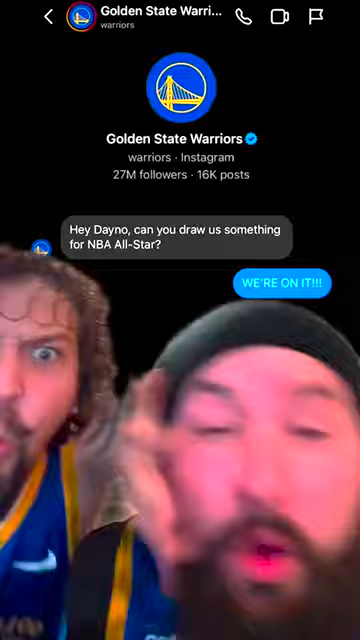 Golden State Warri...
warriors
Golden State Warriors
warriors · Instagram
27M followers · 16K posts
Hey Dayno, can you draw us something
for NBA All-Star?
WE'RE ON IT!!!